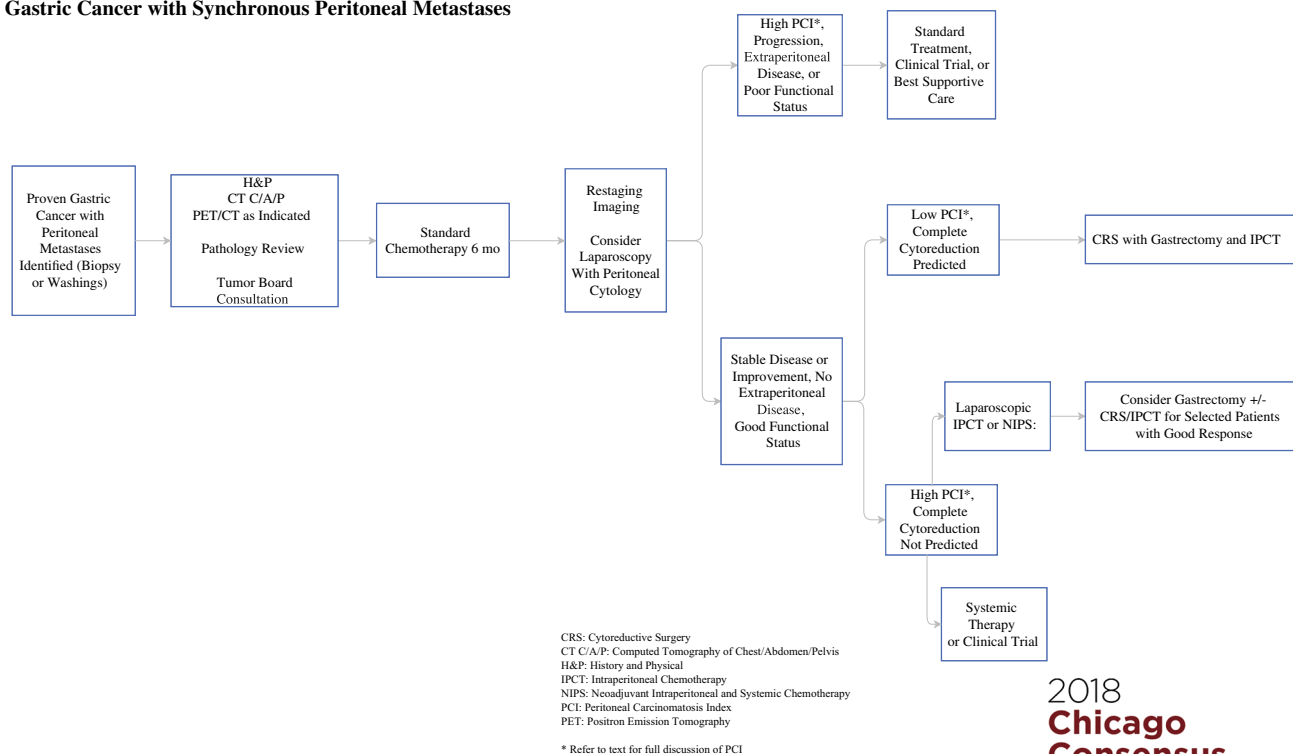 Gastric Cancer with Synchronous Peritoneal Metastases
Proven Gastric
Cancer with
Peritoneal
Metastases
Identified (Biopsy
or Washings)
H&P
CT C/A/P
PET/CT as Indicated
Pathology Review
Tumor Board
Consultation
Standard
Chemotherapy 6 mo
Restaging
Imaging
Consider
Laparoscopy
With Peritoneal
Cytology
High PCI*,
Progression,
Extraperitoneal
Disease, or
Poor Functional
Status
Standard
Treatment,
Clinical Trial, or
Best Supportive
Care
Stable Disease or
Improvement, No
Extraperitoneal
Disease,
Good Functional
Status
Low PCI*,
Complete
Cytoreduction
Predicted
CRS with Gastrectomy and IPCT
High PCI*,
Complete
Cytoreduction
Not Predicted
Laparoscopic
IPCT or NIPS:
Consider Gastrectomy +/-
CRS/IPCT for Selected Patients
with Good Response
Systemic
Therapy
or Clinical Trial
CRS: Cytoreductive Surgery
CT C/A/P: Computed Tomography of Chest/Abdomen/Pelvis
H&P: History and Physical
IPCT: Intraperitoneal Chemotherapy
NIPS: Neoadjuvant Intraperitoneal and Systemic Chemotherapy
PCI: Peritoneal Carcinomatosis Index
PET: Positron Emission Tomography
* Refer to text for full discussion of PCI
2018
Chicago
Consensus